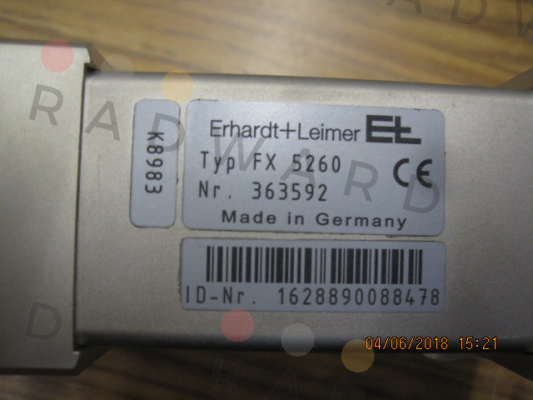 Erhardt+Leimer E+L
Typ FX 5260
CE
Nr. 363592
Made in Germany
K8983
ID-Nr. 1628890088478
04/06/2018 15:21
RADWARD